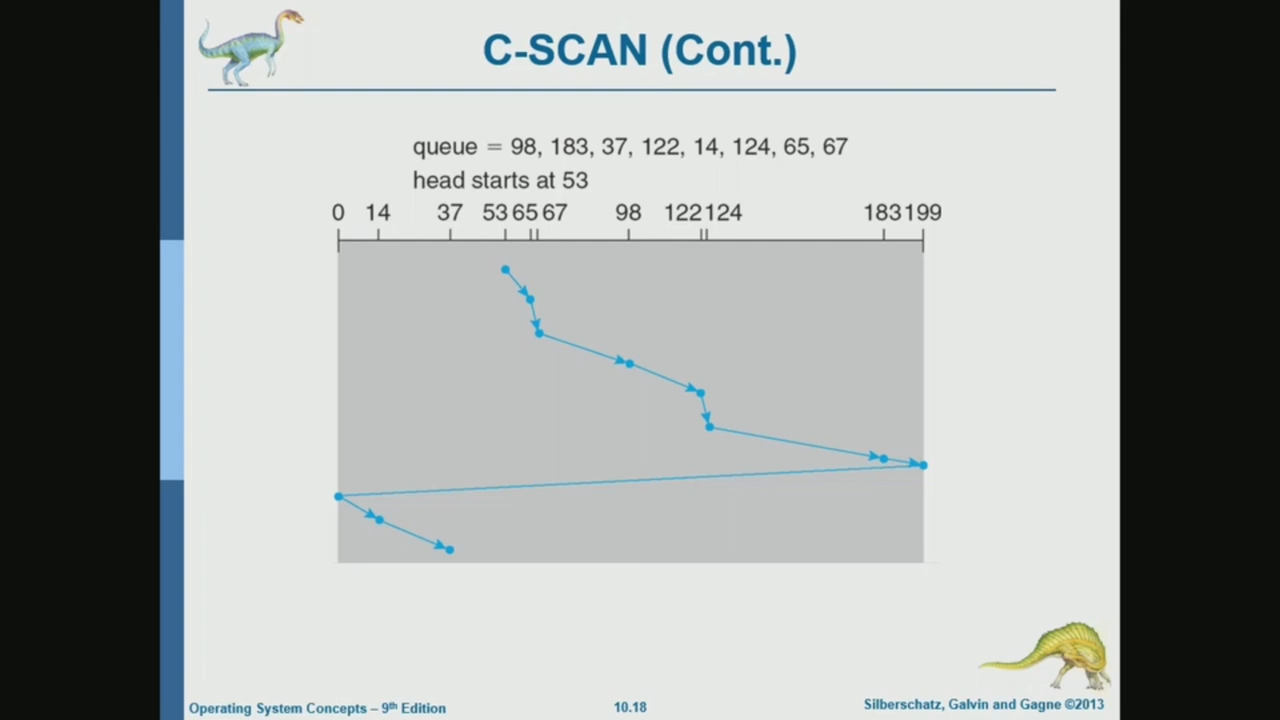 C-SCAN (Cont.)
queue = 98, 183, 37, 122, 14, 124, 65, 67
head starts at 53
0 14 37 53 65 67 98 122 124 183 199
Operating System Concepts – 9th Edition
10.18
Silberschatz, Galvin and Gagne ©2013